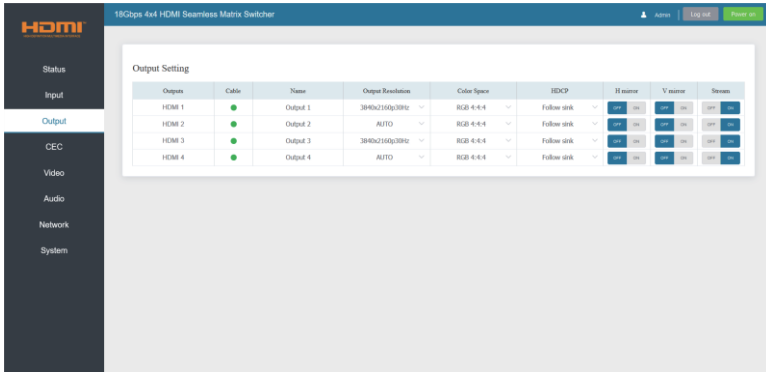 HDMI
18Gbps 4x4 HDMI Seamless Matrix Switcher
Admin | Log out Power on
Status
Input
Output
CEC
Video
Audio
Network
System
Output Setting
Outputs Cable Name Output Resolution Color Space HDCP H mirror V mirror Stream
HDMI 1 Output 1 3840x2160p30Hz RGB 4:4:4 Follow sink OFF ON OFF ON OFF ON
HDMI 2 Output 2 AUTO RGB 4:4:4 Follow sink OFF ON OFF ON OFF ON
HDMI 3 Output 3 3840x2160p30Hz RGB 4:4:4 Follow sink OFF ON OFF ON OFF ON
HDMI 4 Output 4 AUTO RGB 4:4:4 Follow sink OFF ON OFF ON OFF ON